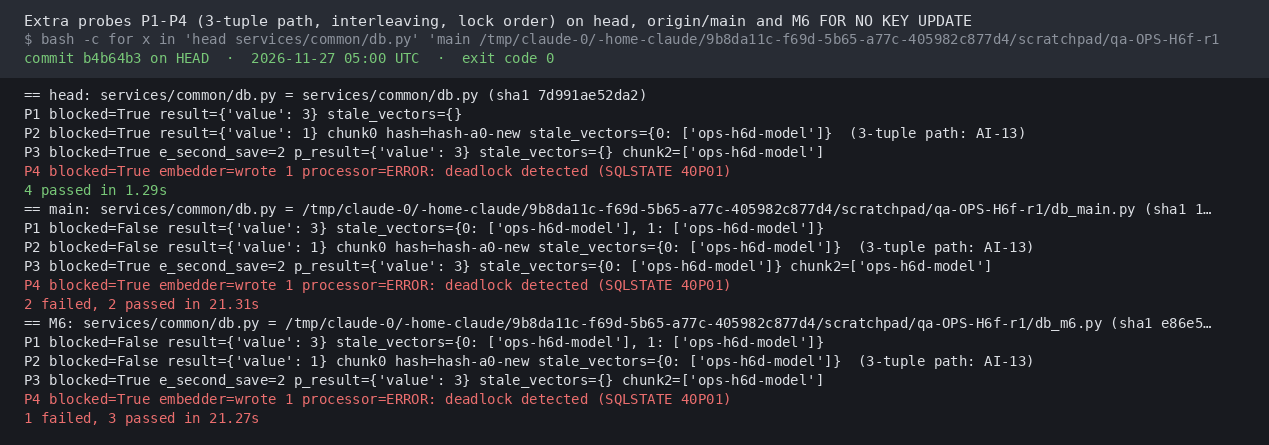 Extra probes P1-P4 (3-tuple path, interleaving, lock order) on head, origin/main and M6 FOR NO KEY UPDATE
$ bash -c for x in 'head services/common/db.py' 'main /tmp/claude-0/-home-claude/9b8da11c-f69d-5b65-a77c-405982c877d4/scratchpad/qa-OPS-H6f-r1
commit b4b64b3 on HEAD · 2026-11-27 05:00 UTC · exit code 0
== head: services/common/db.py = services/common/db.py (sha1 7d991ae52da2)
P1 blocked=True result={'value': 3} stale_vectors={}
P2 blocked=True result={'value': 1} chunk0 hash=hash-a0-new stale_vectors={0: ['ops-h6d-model']}  (3-tuple path: AI-13)
P3 blocked=True e_second_save=2 p_result={'value': 3} stale_vectors={} chunk2=['ops-h6d-model']
P4 blocked=True embedder=wrote 1 processor=ERROR: deadlock detected (SQLSTATE 40P01)
4 passed in 1.29s
== main: services/common/db.py = /tmp/claude-0/-home-claude/9b8da11c-f69d-5b65-a77c-405982c877d4/scratchpad/qa-OPS-H6f-r1/db_main.py (sha1 1…
P1 blocked=False result={'value': 3} stale_vectors={0: ['ops-h6d-model'], 1: ['ops-h6d-model']}
P2 blocked=False result={'value': 1} chunk0 hash=hash-a0-new stale_vectors={0: ['ops-h6d-model']}  (3-tuple path: AI-13)
P3 blocked=True e_second_save=2 p_result={'value': 3} stale_vectors={0: ['ops-h6d-model']} chunk2=['ops-h6d-model']
P4 blocked=True embedder=wrote 1 processor=ERROR: deadlock detected (SQLSTATE 40P01)
2 failed, 2 passed in 21.31s
== M6: services/common/db.py = /tmp/claude-0/-home-claude/9b8da11c-f69d-5b65-a77c-405982c877d4/scratchpad/qa-OPS-H6f-r1/db_m6.py (sha1 e86e5…
P1 blocked=False result={'value': 3} stale_vectors={0: ['ops-h6d-model'], 1: ['ops-h6d-model']}
P2 blocked=False result={'value': 1} chunk0 hash=hash-a0-new stale_vectors={0: ['ops-h6d-model']}  (3-tuple path: AI-13)
P3 blocked=True e_second_save=2 p_result={'value': 3} stale_vectors={} chunk2=['ops-h6d-model']
P4 blocked=True embedder=wrote 1 processor=ERROR: deadlock detected (SQLSTATE 40P01)
1 failed, 3 passed in 21.27s